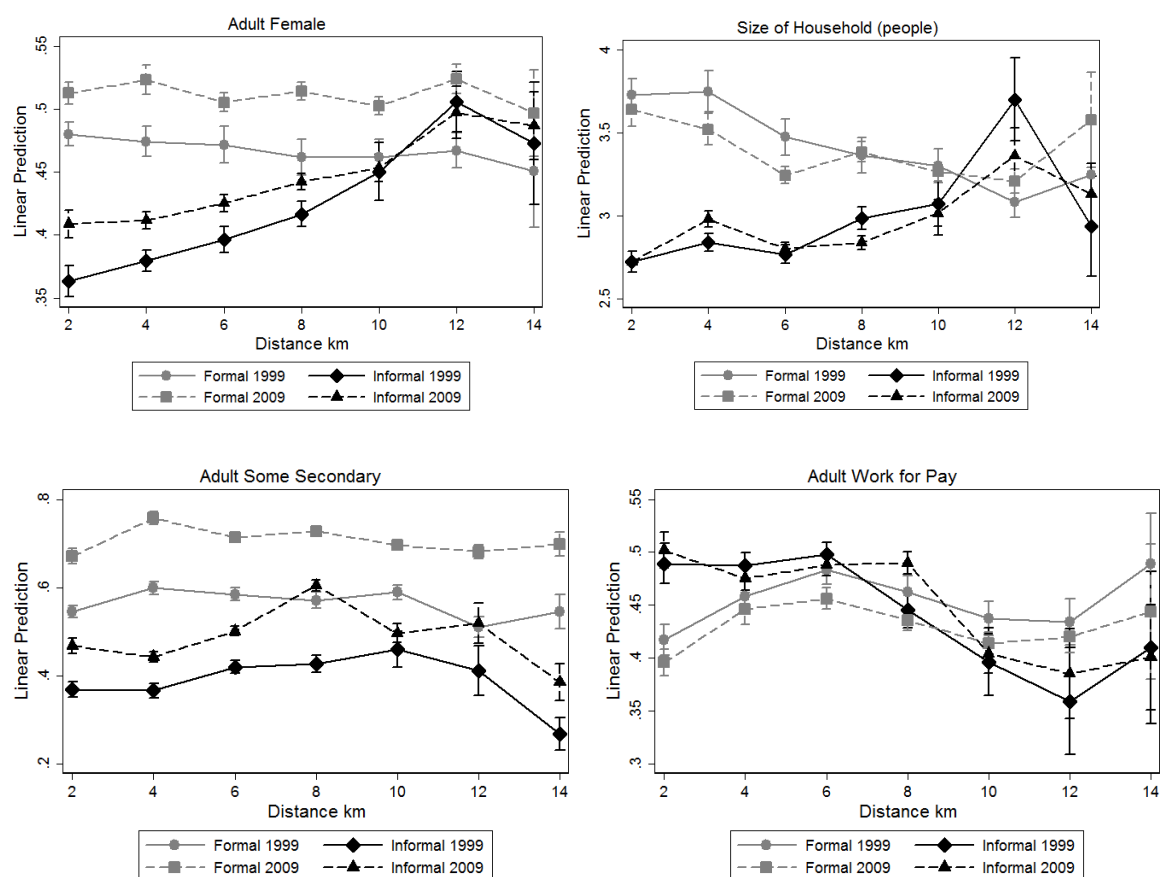 Adult Female
Linear Prediction
.55
.5
.45
.4
.35
2 4 6 8 10 12 14
Distance km
Formal 1999 Informal 1999
Formal 2009 Informal 2009
Size of Household (people)
Linear Prediction
4
3.5
3
2.5
2 4 6 8 10 12 14
Distance km
Formal 1999 Informal 1999
Formal 2009 Informal 2009
Adult Some Secondary
Linear Prediction
.8
.6
.4
.2
2 4 6 8 10 12 14
Distance km
Formal 1999 Informal 1999
Formal 2009 Informal 2009
Adult Work for Pay
Linear Prediction
.55
.5
.45
.4
.35
.3
2 4 6 8 10 12 14
Distance km
Formal 1999 Informal 1999
Formal 2009 Informal 2009